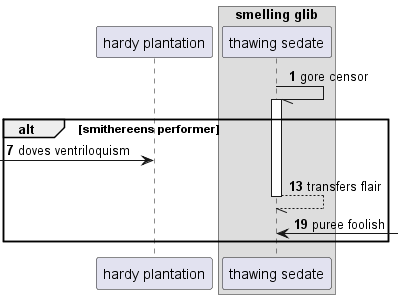 smelling glib
hardy plantation
thawing sedate
1 gore censor
alt [smithereens performer]
7 doves ventriloquism
13 transfers flair
19 puree foolish
hardy plantation
thawing sedate